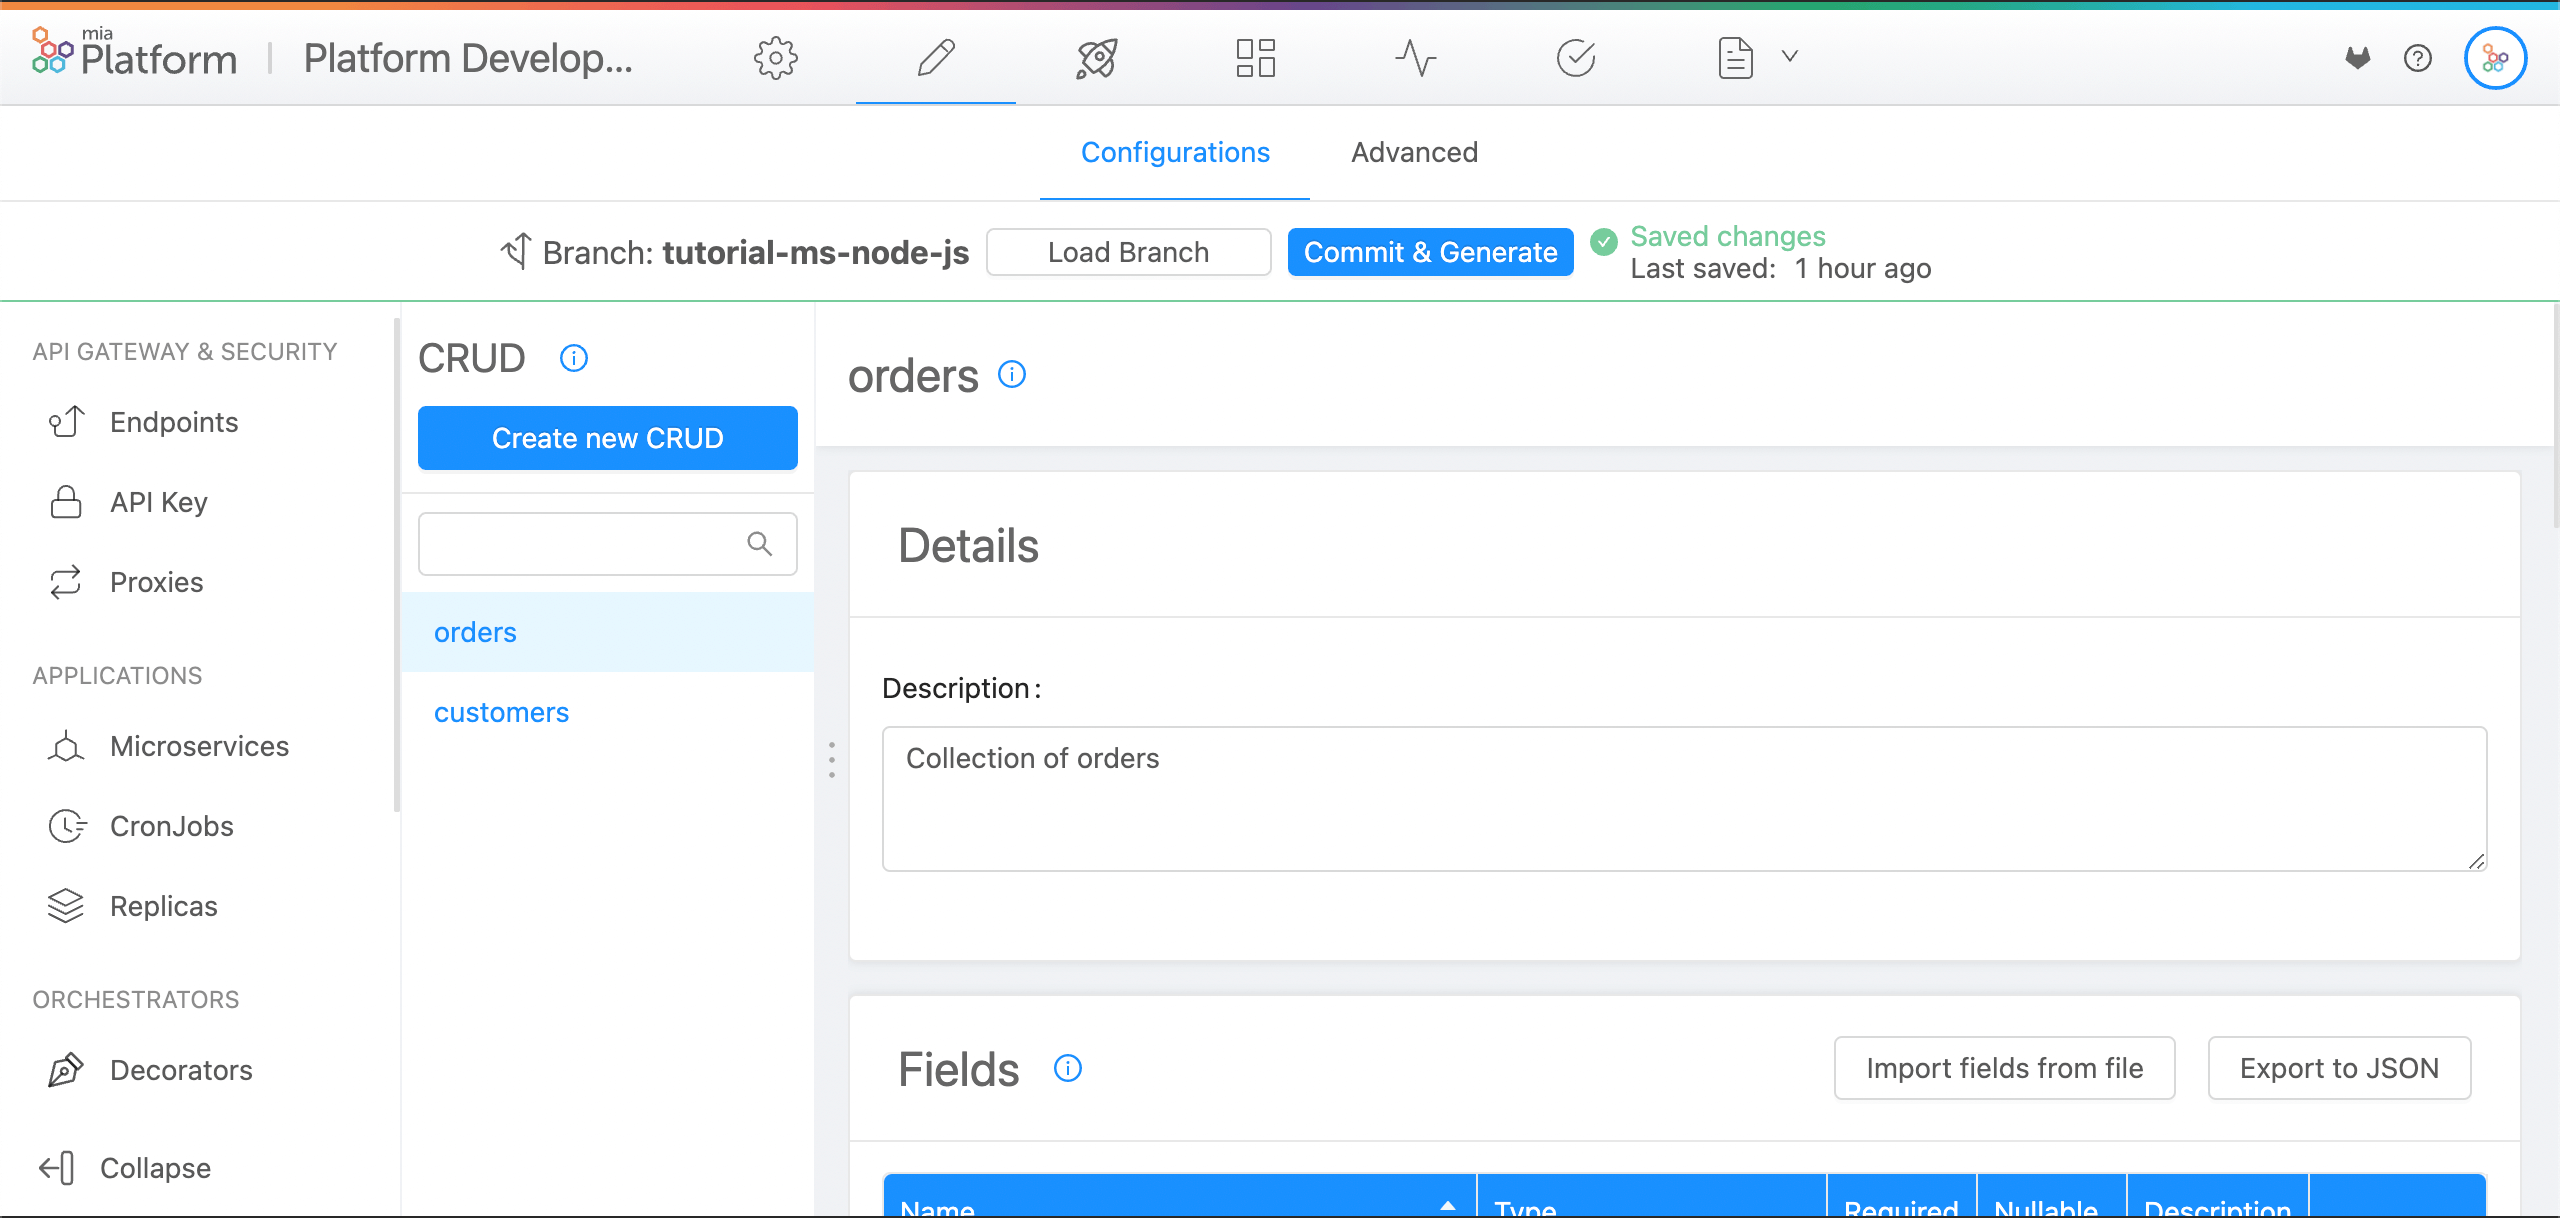 mia
Platform
Platform Develop...
Configurations
Advanced
Branch: tutorial-ms-node-js
Load Branch
Commit & Generate
Saved changes
Last saved: 1 hour ago
API GATEWAY & SECURITY
Endpoints
API Key
Proxies
APPLICATIONS
Microservices
CronJobs
Replicas
ORCHESTRATORS
Decorators
Collapse
CRUD
Create new CRUD
orders
customers
orders
Details
Description:
Collection of orders
Fields
Import fields from file
Export to JSON
Name
Type
Required
Nullable
Description